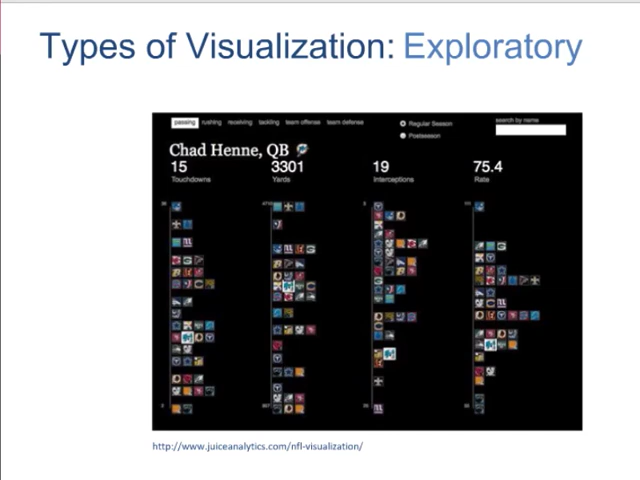 Types of Visualization: Exploratory
passing rushing receiving tackling team offense team defense
Regular Season
Postseason
search by name
Chad Henne, QB
15 3301 19 75.4
Touchdowns Yards Interceptions Rate
http://www.juiceanalytics.com/nfl-visualization/